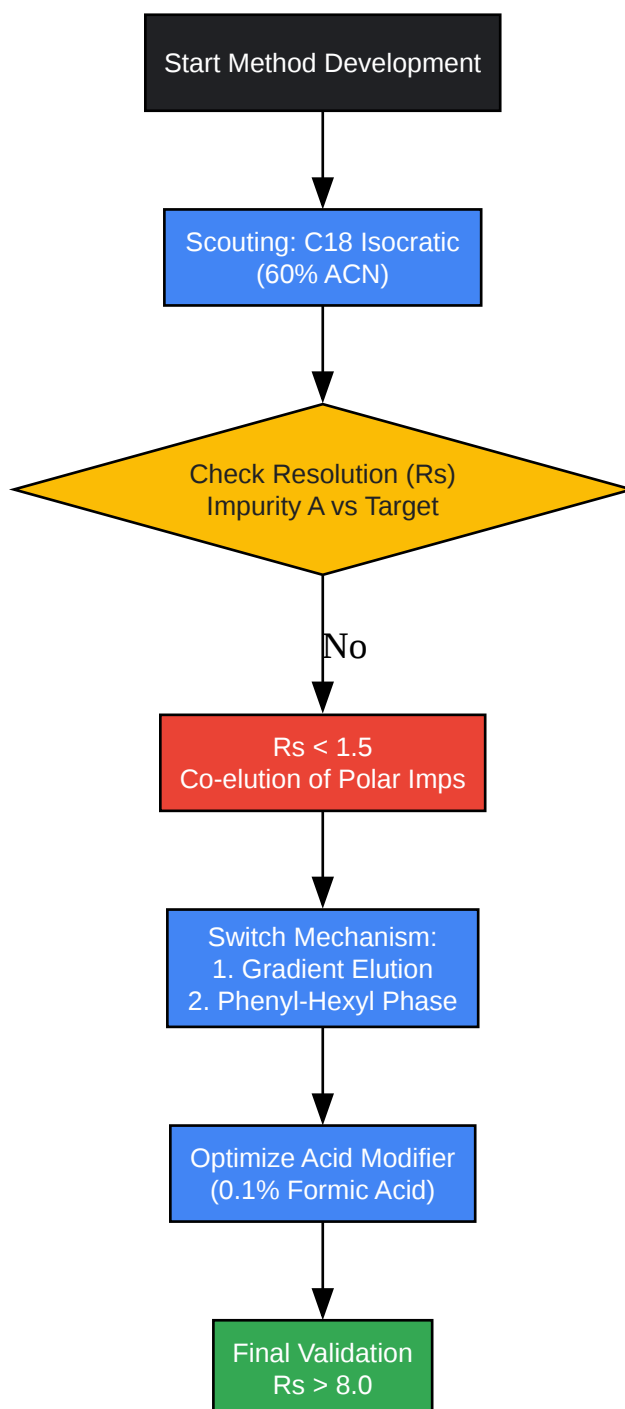 Start Method Development
Scouting: C18 Isocratic
(60% ACN)
Check Resolution (Rs)
Impurity A vs Target
No
Rs < 1.5
Co-elution of Polar Imps
Switch Mechanism:
1. Gradient Elution
2. Phenyl-Hexyl Phase
Optimize Acid Modifier
(0.1% Formic Acid)
Final Validation
Rs > 8.0